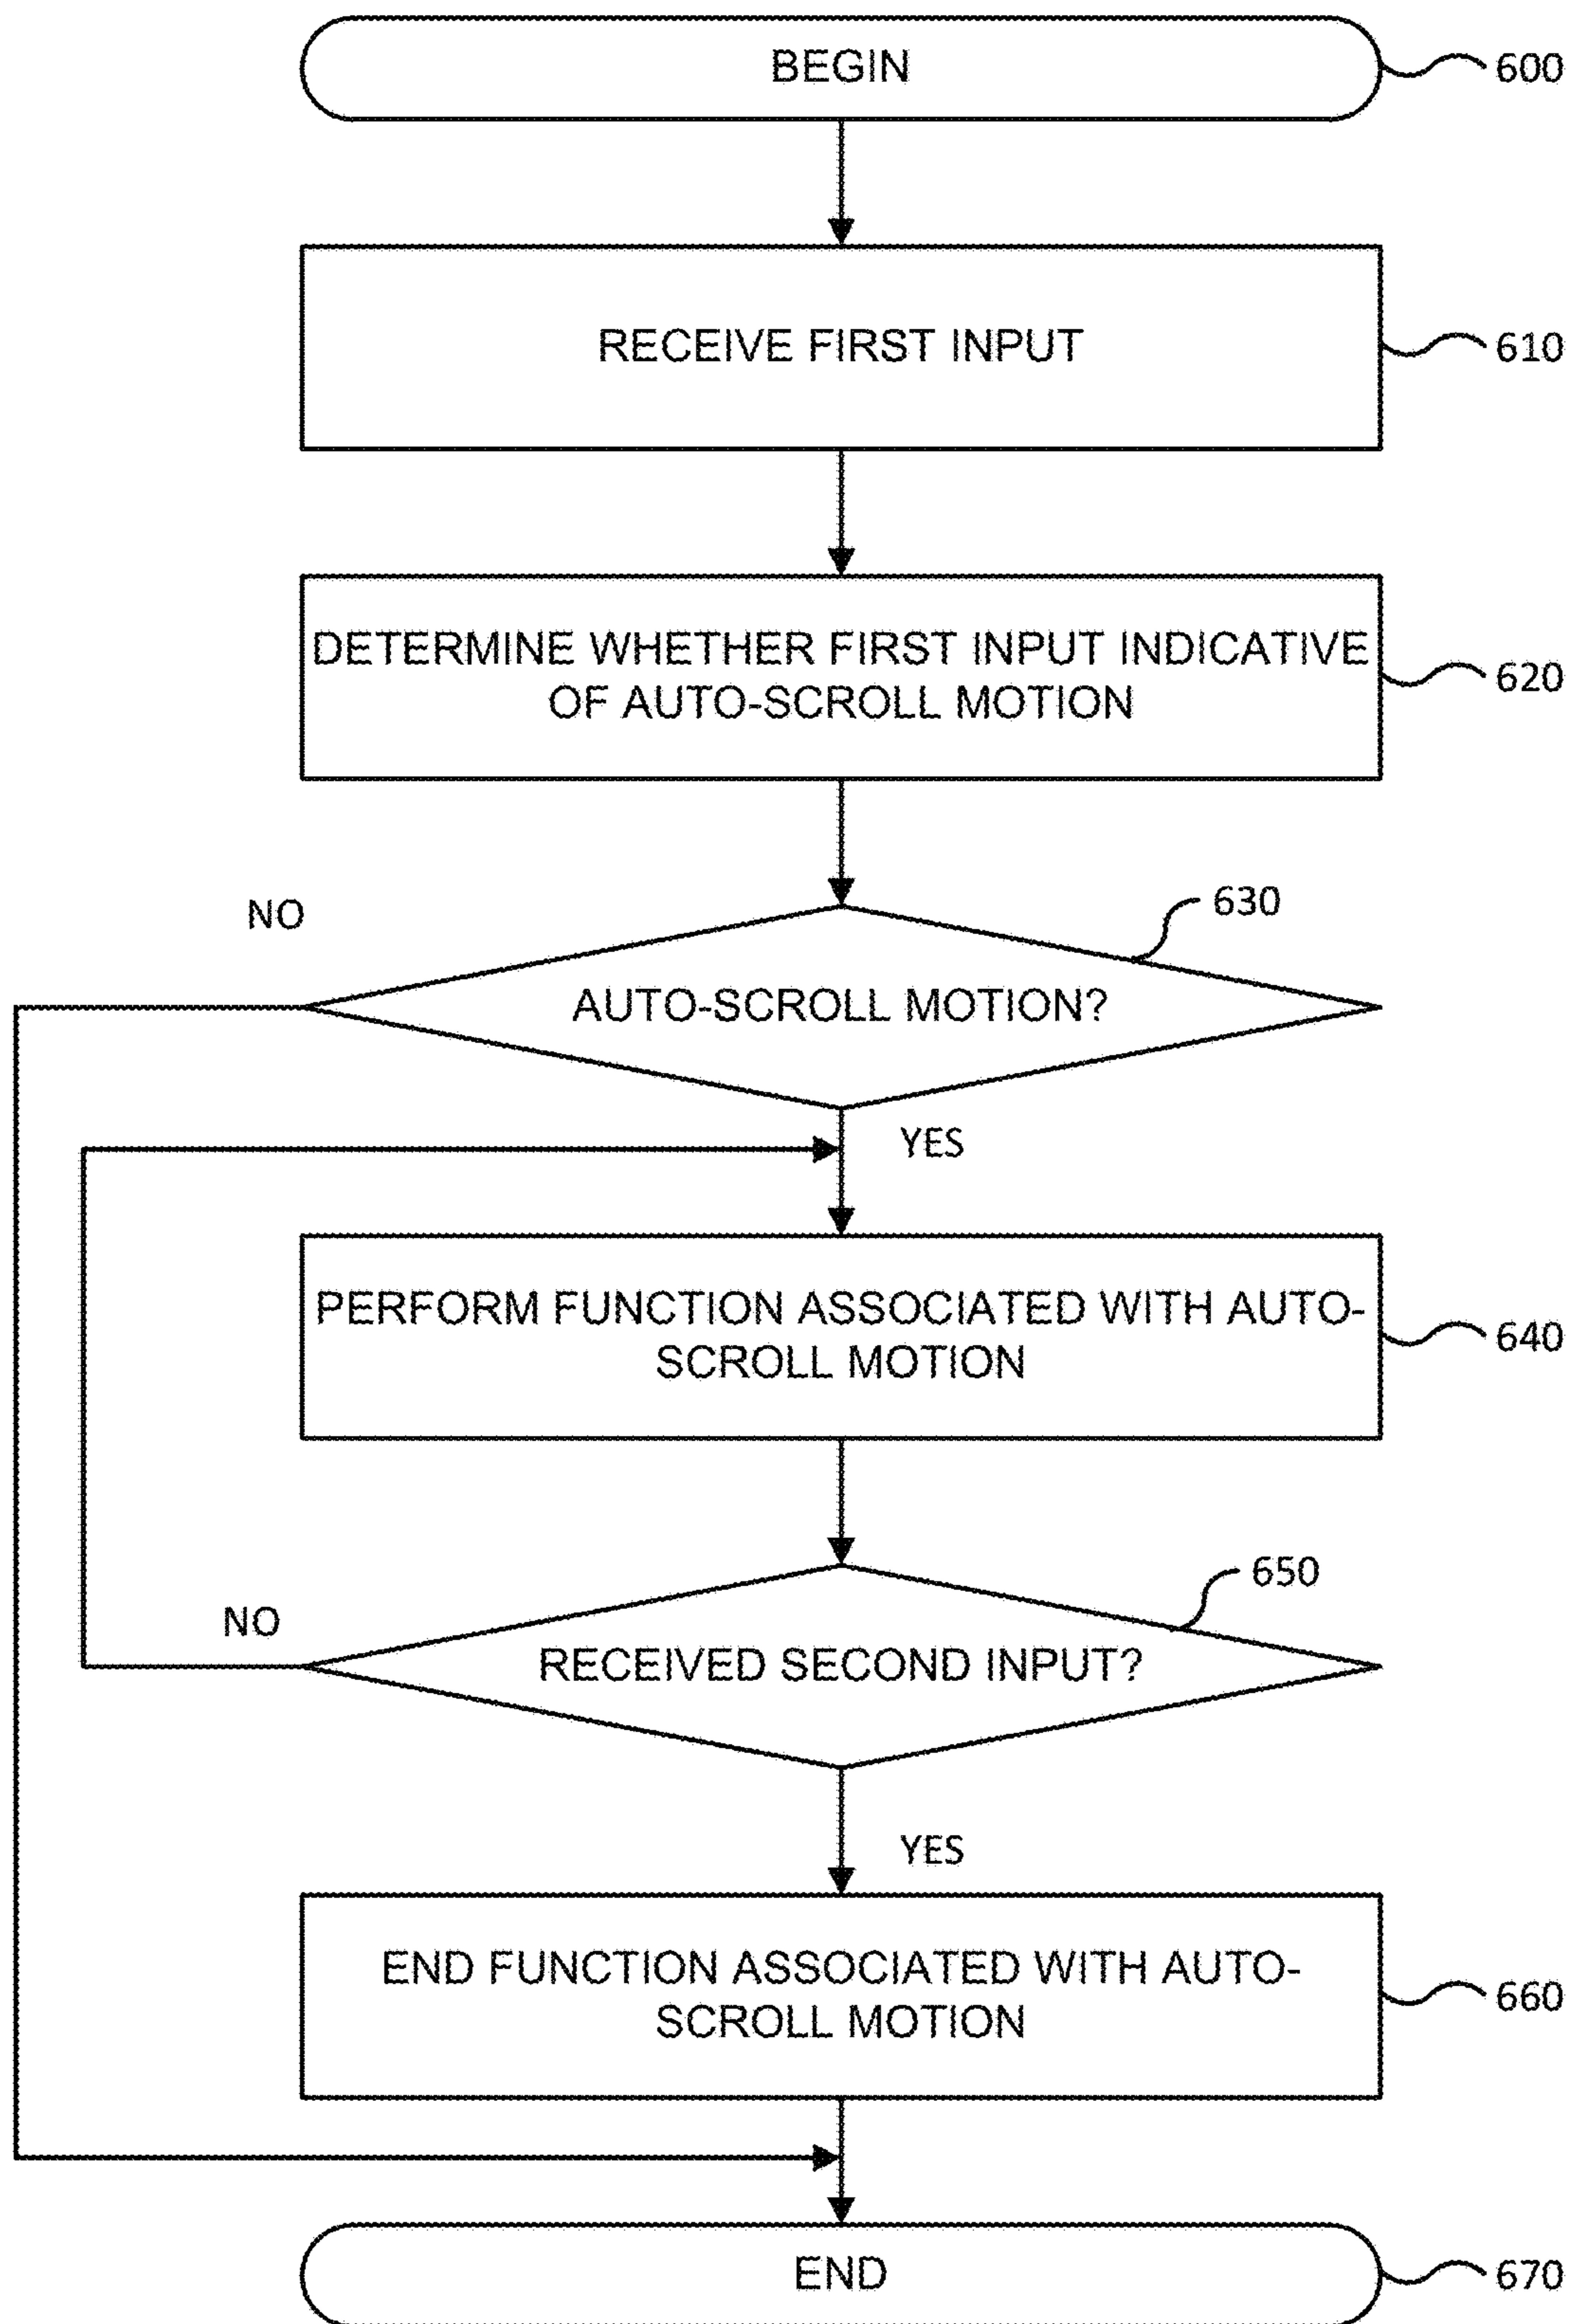 BEGIN
600
RECEIVE FIRST INPUT
610
DETERMINE WHETHER FIRST INPUT INDICATIVE
OF AUTO-SCROLL MOTION
620
NO
630
AUTO-SCROLL MOTION?
YES
PERFORM FUNCTION ASSOCIATED WITH AUTO-
SCROLL MOTION
640
650
NO
RECEIVED SECOND INPUT?
YES
END FUNCTION ASSOCIATED WITH AUTO-
SCROLL MOTION
660
END
670